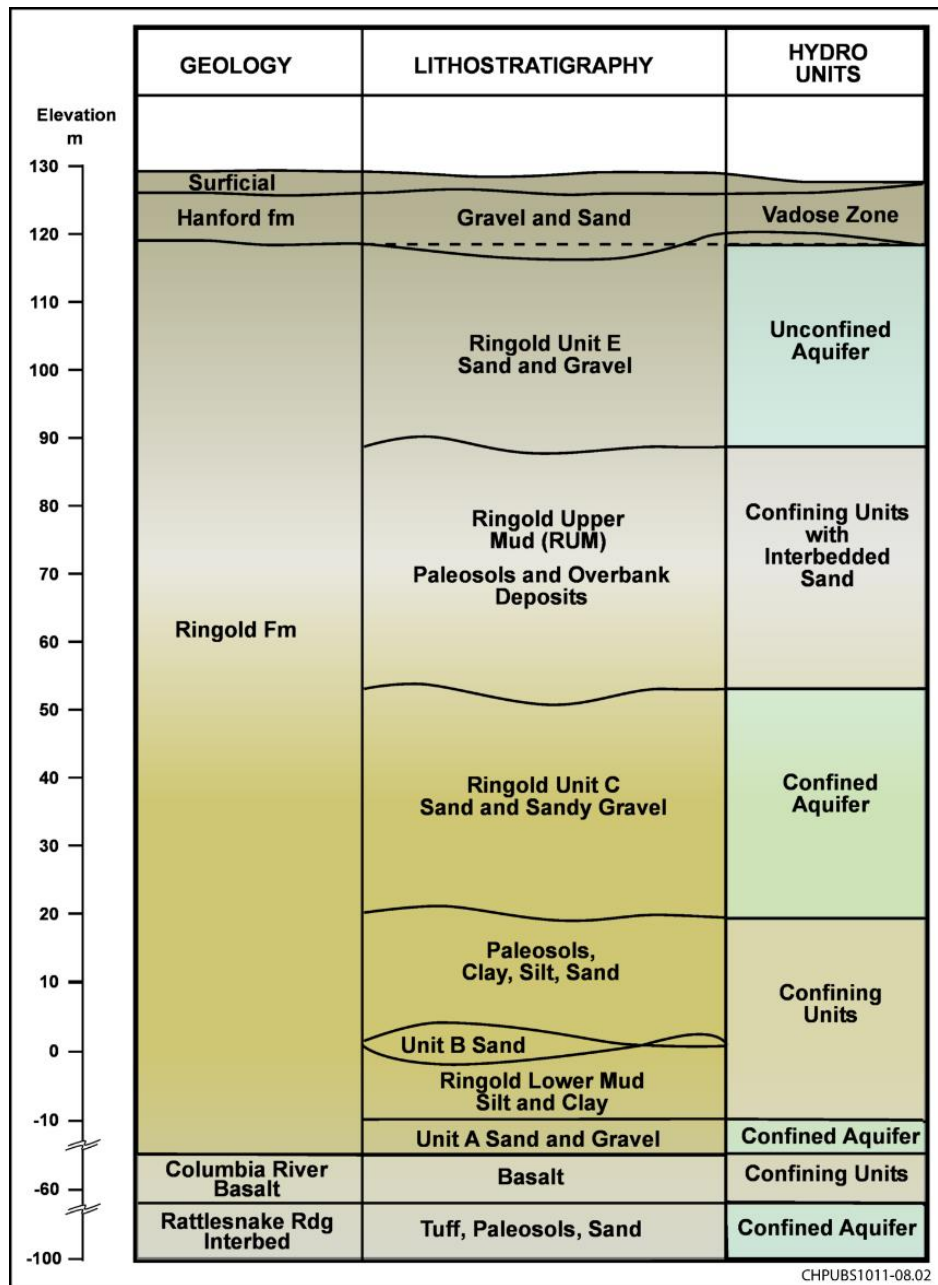 GEOLOGY
LITHOSTRATIGRAPHY
HYDRO
UNITS
Elevation
m
130
120
110
100
90
80
70
60
50
40
30
20
10
0
-10
-60
-100
Surficial
Hanford fm
Gravel and Sand
Vadose Zone
Ringold Unit E
Sand and Gravel
Unconfined
Aquifer
Ringold Upper
Mud (RUM)
Paleosols and Overbank
Deposits
Confining Units
with
Interbedded
Sand
Ringold Fm
Ringold Unit C
Sand and Sandy Gravel
Confined
Aquifer
Paleosols,
Clay, Silt, Sand
Confining
Units
Unit B Sand
Ringold Lower Mud
Silt and Clay
Unit A Sand and Gravel
Confined Aquifer
Columbia River
Basalt
Basalt
Confining Units
Rattlesnake Rdg
Interbed
Tuff, Paleosols, Sand
Confined Aquifer
CHPUBS1011-08.02